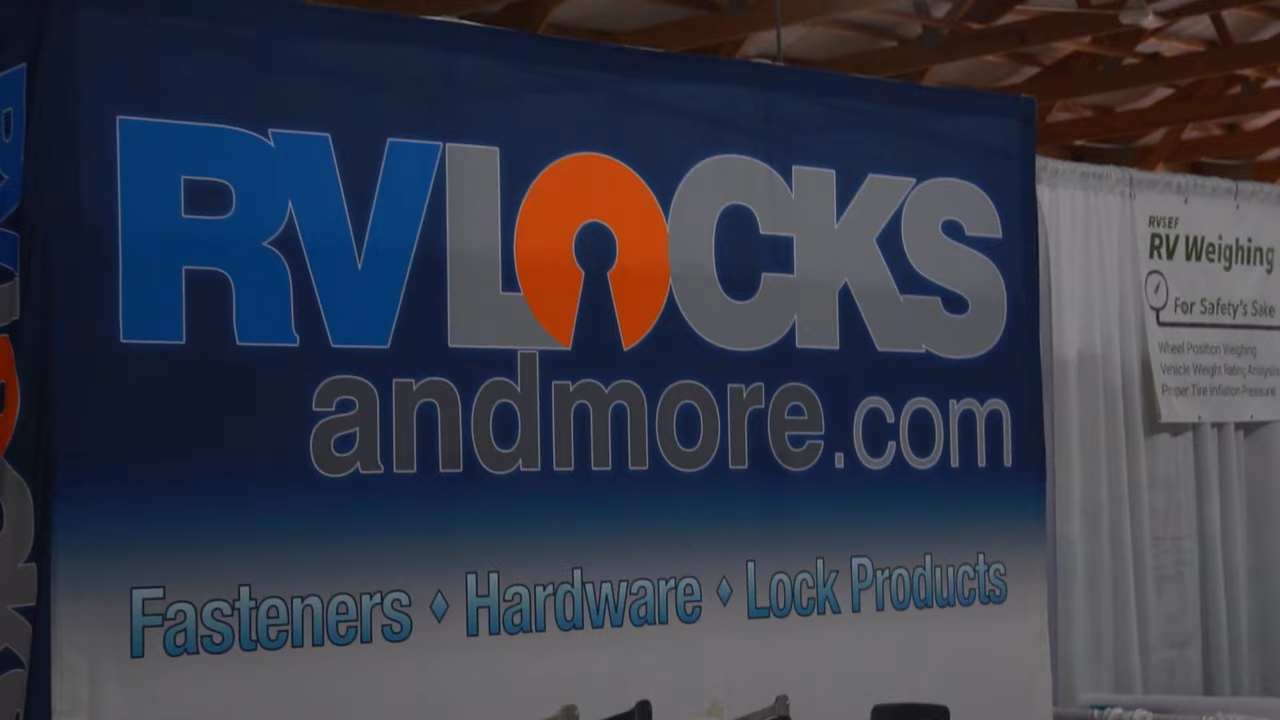 RVLOCKS
andmore.com
Fasteners ♦ Hardware ♦ Lock Products
RVSEF
RV Weighing
For Safety's Sake
Wheel Position Weighing
Vehicle Weight Rating Analysis
Proper Tire Inflation Pressure